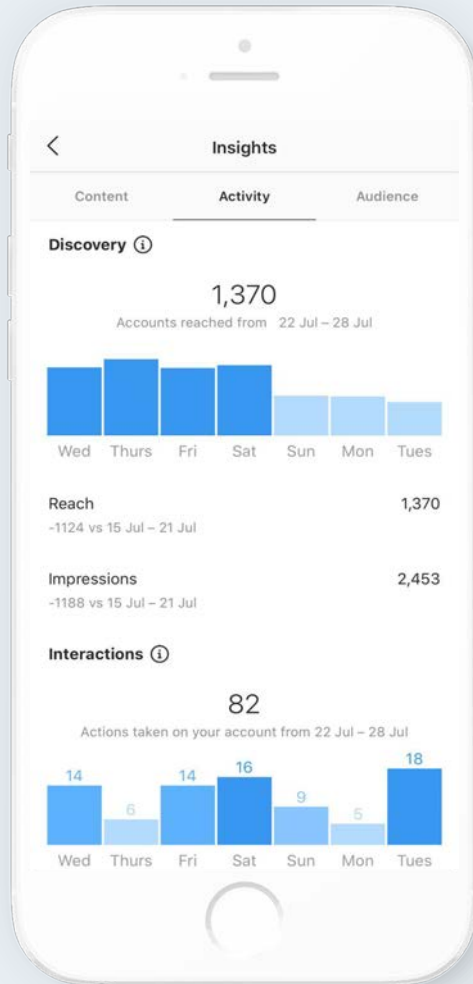 Insights
Content Activity Audience
Discovery
1,370
Accounts reached from 22 Jul – 28 Jul
Wed Thurs Fri Sat Sun Mon Tues
Reach 1,370
-1124 vs 15 Jul – 21 Jul
Impressions 2,453
-1188 vs 15 Jul – 21 Jul
Interactions
82
Actions taken on your account from 22 Jul – 28 Jul
14 6 14 16 9 5 18
Wed Thurs Fri Sat Sun Mon Tues